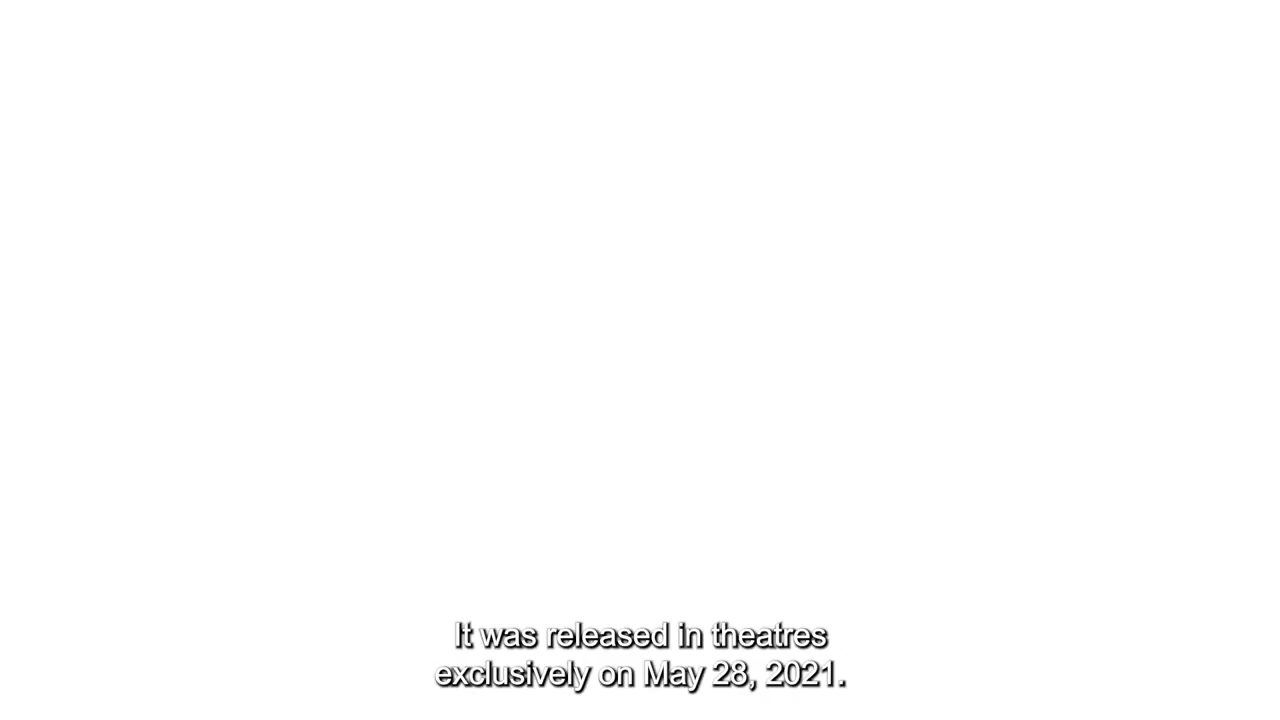 It was released in theatres
exclusively on May 28, 2021.